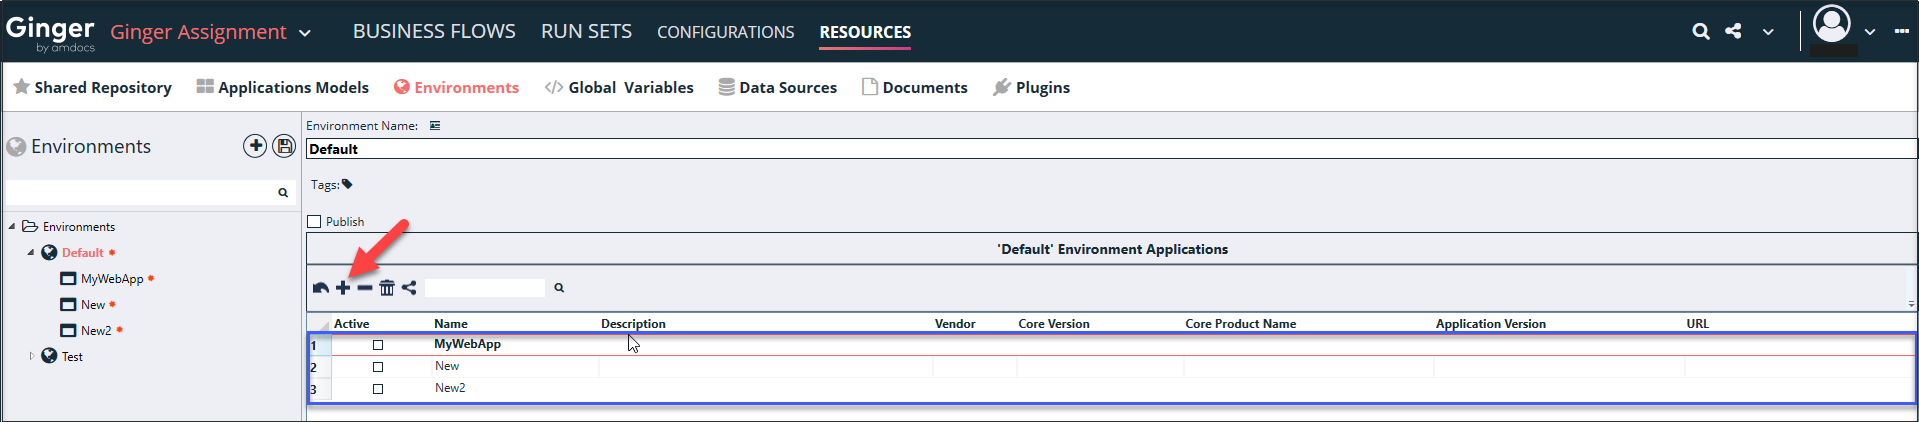 Ginger by amdocs Ginger Assignment BUSINESS FLOWS RUN SETS CONFIGURATIONS RESOURCES
Shared Repository Applications Models Environments </> Global Variables Data Sources Documents Plugins
Environments
Environments
Default
MyWebApp
New
New2
Test
Environment Name:
Default
Tags:
Publish
'Default' Environment Applications
Active Name Description Vendor Core Version Core Product Name Application Version URL
1 MyWebApp
2 New
3 New2